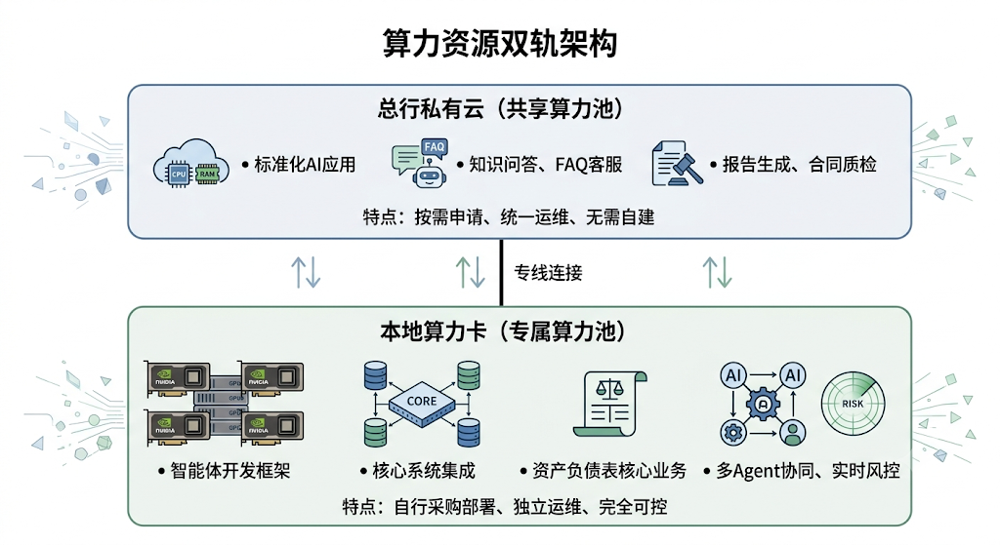 算力资源双轨架构
总行私有云（共享算力池）
CPU
RAM
• 标准化AI应用
FAQ
• 知识问答、FAQ客服
• 报告生成、合同质检
特点：按需申请、统一运维、无需自建
专线连接
本地算力卡（专属算力池）
NVIDIA
NVIDIA
NVIDIA
NVIDIA
• 智能体开发框架
CORE
• 核心系统集成
• 资产负债表核心业务
AI
AI
RISK
• 多Agent协同、实时风控
特点：自行采购部署、独立运维、完全可控